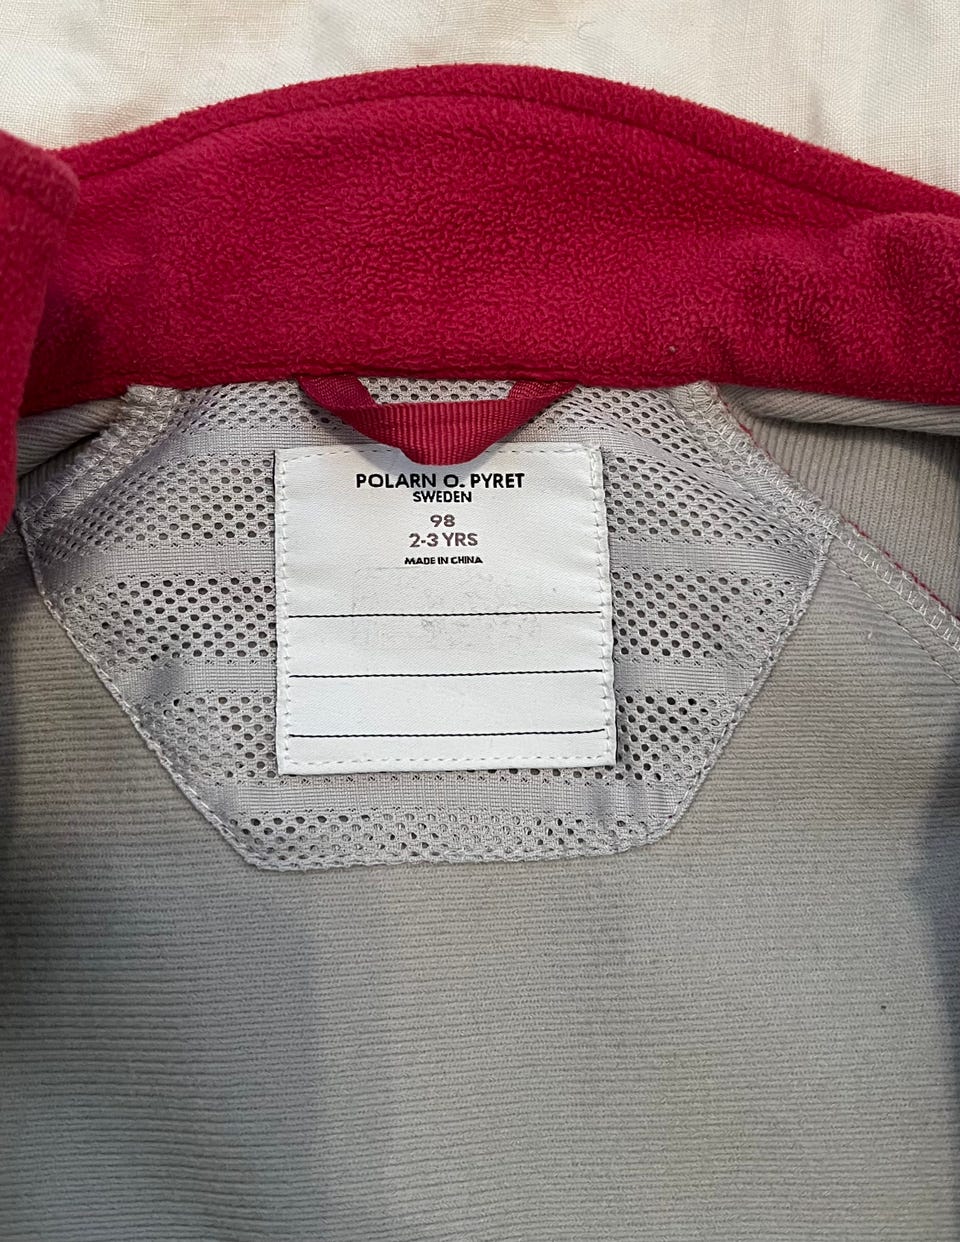 POLARN O. PYRET
SWEDEN
98
2-3 YRS
MADE IN CHINA